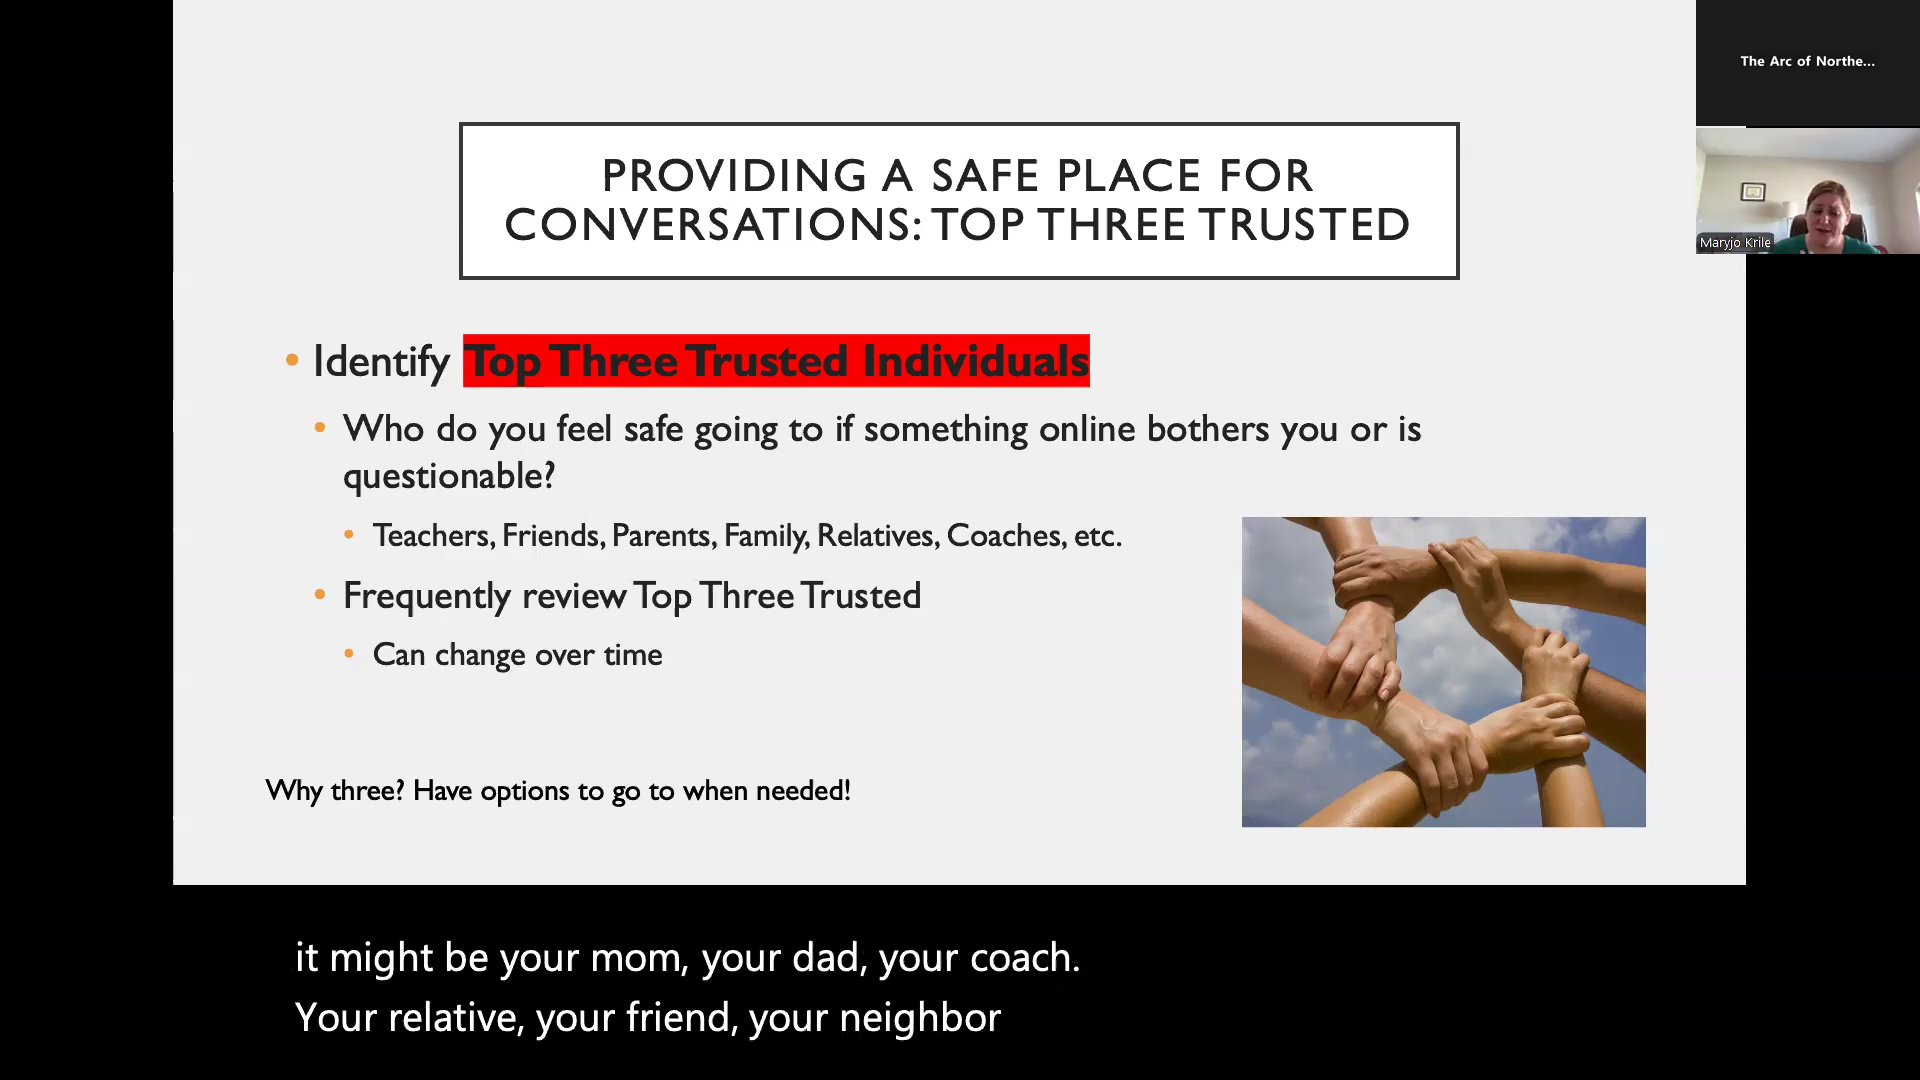 PROVIDING A SAFE PLACE FOR
CONVERSATIONS: TOP THREE TRUSTED
• Identify Top Three Trusted Individuals
• Who do you feel safe going to if something online bothers you or is
questionable?
• Teachers, Friends, Parents, Family, Relatives, Coaches, etc.
• Frequently review Top Three Trusted
• Can change over time
Why three? Have options to go to when needed!
The Arc of Northe...
Maryjo Krile
it might be your mom, your dad, your coach.
Your relative, your friend, your neighbor